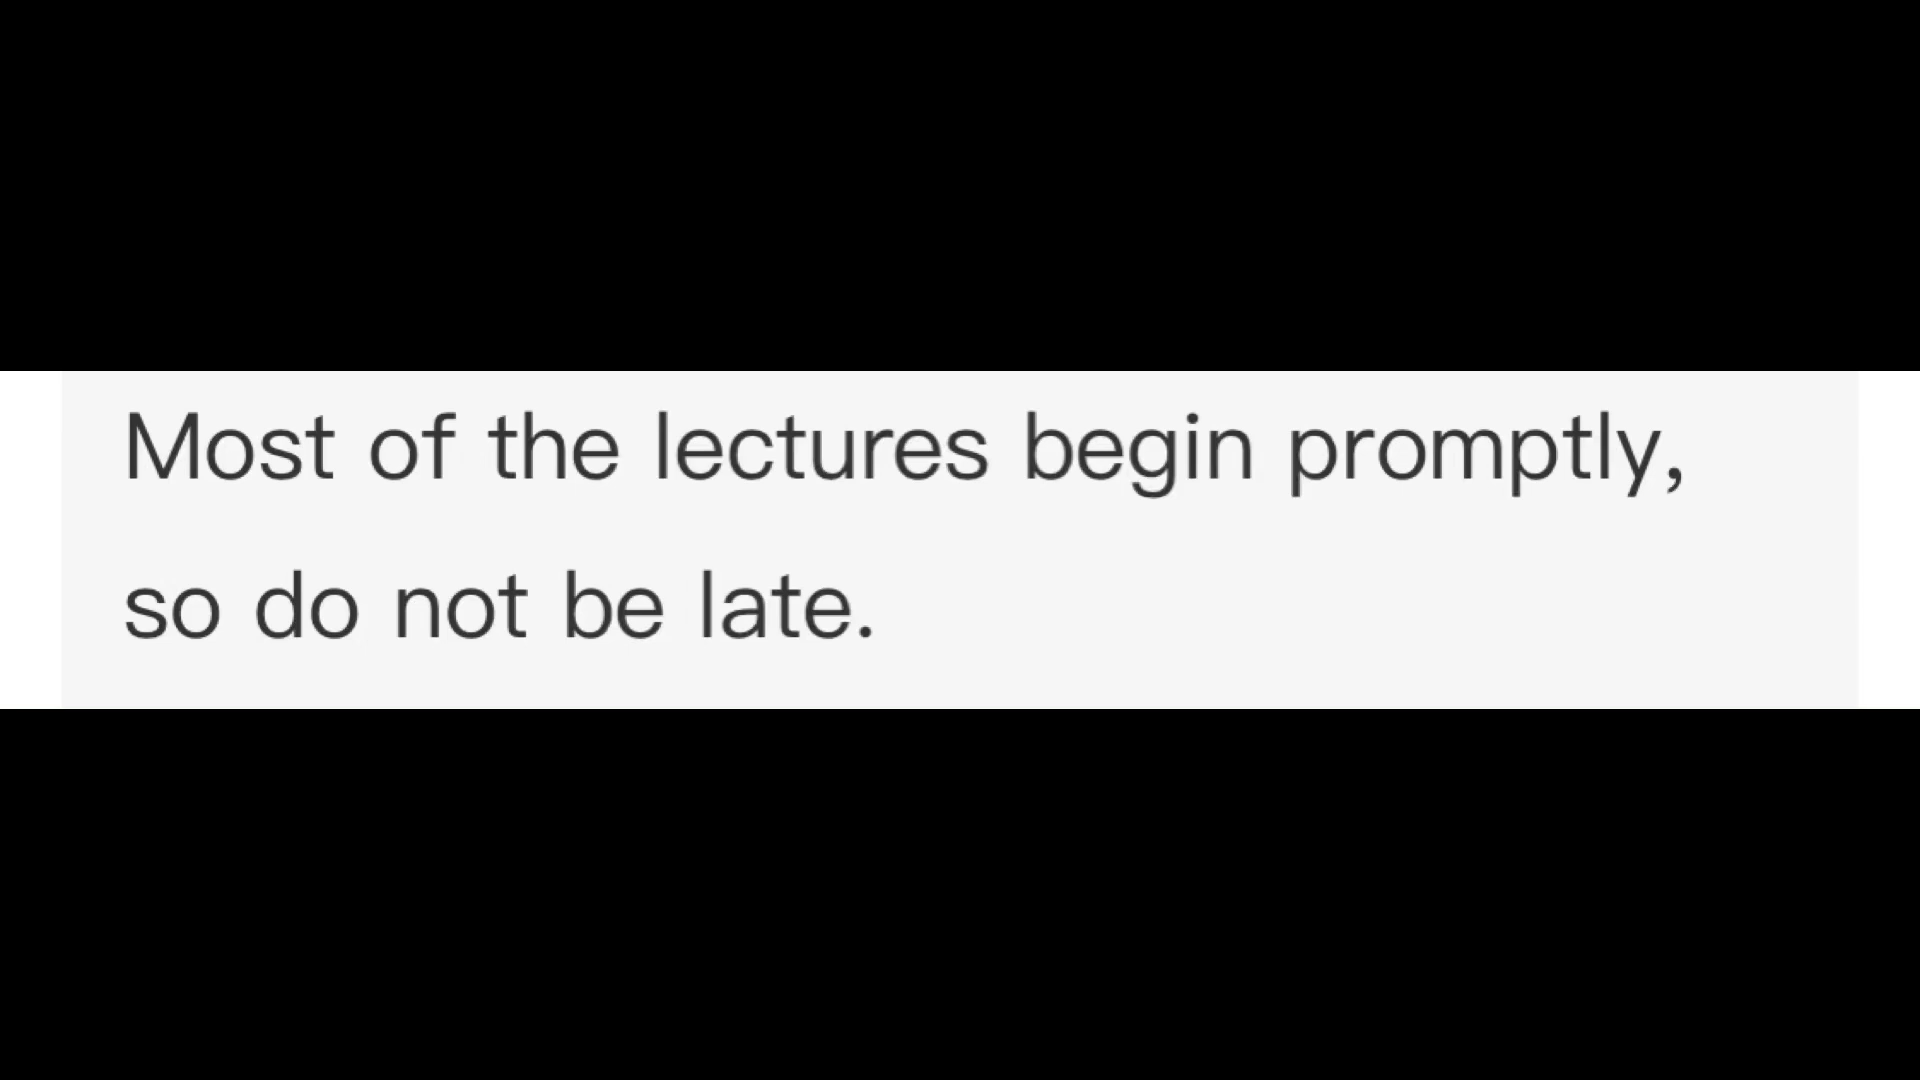 Most of the lectures begin promptly,
so do not be late.